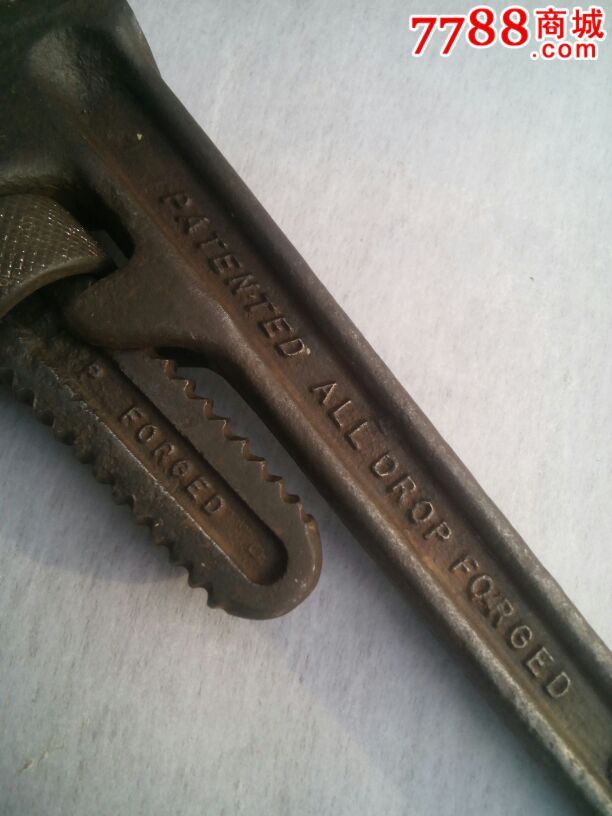 7788商城
.com
PATENTED ALL DROP FORGED
P FORGED